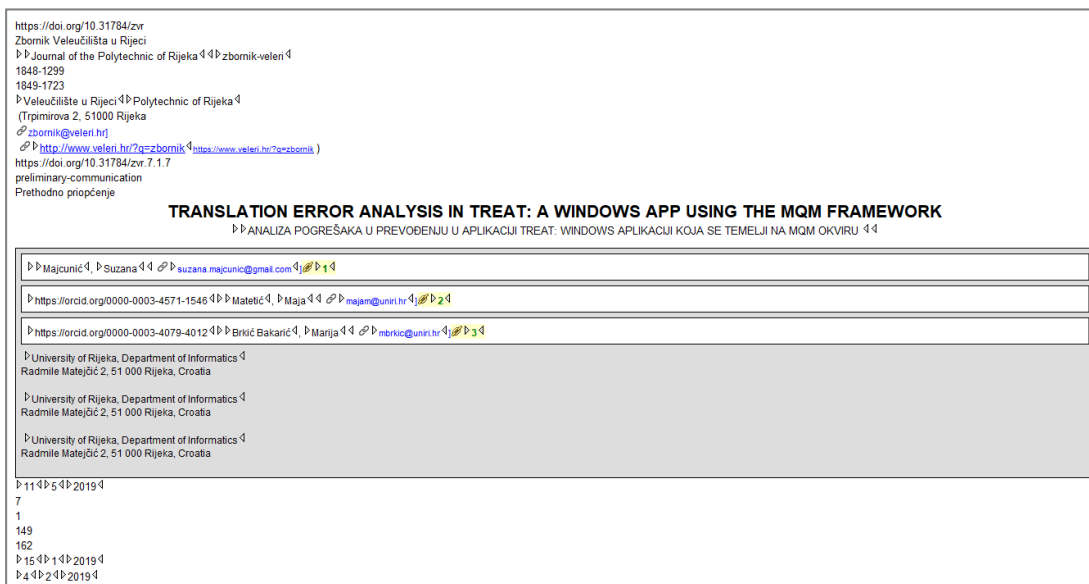 https://doi.org/10.31784/zvr
Zbornik Veleučilišta u Rijeci
Journal of the Polytechnic of Rijeka zbornik-veleri
1848-1299
1849-1723
Veleučilište u Rijeci Polytechnic of Rijeka
(Trpimirova 2, 51000 Rijeka
zbornik@veleri.hr]
http://www.veleri.hr/?q=zbornik https://www.veleri.hr/?q=zbornik )
https://doi.org/10.31784/zvr.7.1.7
preliminary-communication
Prethodno priopćenje
TRANSLATION ERROR ANALYSIS IN TREAT: A WINDOWS APP USING THE MQM FRAMEWORK
ANALIZA POGREŠAKA U PREVOĐENJU U APLIKACIJI TREAT: WINDOWS APLIKACIJI KOJA SE TEMELJI NA MQM OKVIRU
Majcunić, Suzana suzana.majcunic@gmail.com] 1
https://orcid.org/0000-0003-4571-1546 Matetić, Maja majam@uniri.hr] 2
https://orcid.org/0000-0003-4079-4012 Brkić Bakarić, Marija mbrkic@uniri.hr] 3
University of Rijeka, Department of Informatics
Radmile Matejčić 2, 51 000 Rijeka, Croatia
University of Rijeka, Department of Informatics
Radmile Matejčić 2, 51 000 Rijeka, Croatia
University of Rijeka, Department of Informatics
Radmile Matejčić 2, 51 000 Rijeka, Croatia
11 5 2019
7
1
149
162
15 1 2019
4 2 2019